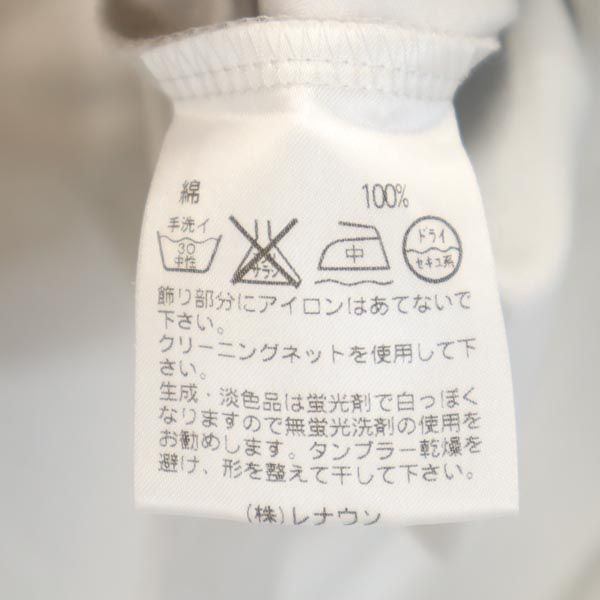 綿 100%
手洗イ
30
中性
サラシ
中
ドライ
セキユ系
飾り部分にアイロンはあてないで
下さい。
クリーニングネットを使用して下
さい。
生成・淡色品は蛍光剤で白っぽく
なりますので無蛍光洗剤の使用を
お勧めします。タンブラー乾燥を
避け、形を整えて干して下さい。
(株)レナウン